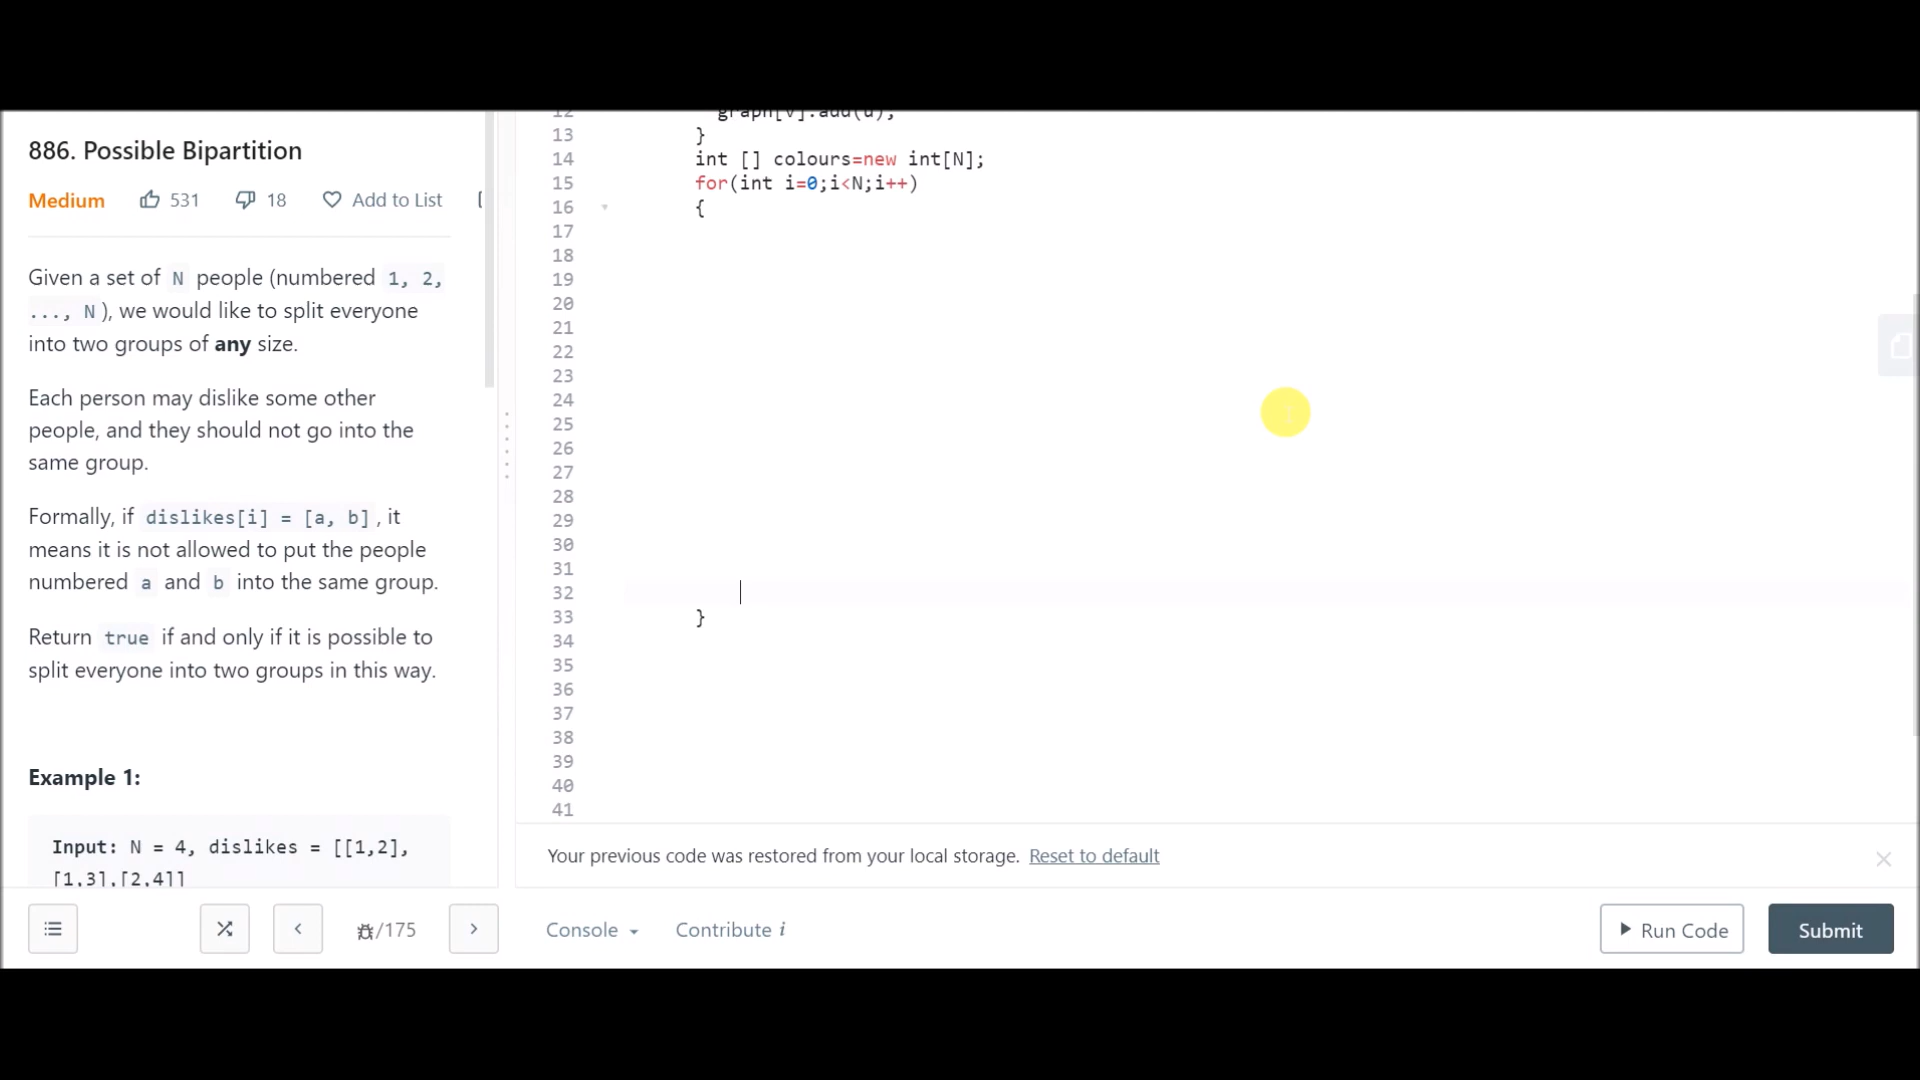 886. Possible Bipartition
Medium 531 18 Add to List
Given a set of N people (numbered 1, 2,
..., N ), we would like to split everyone
into two groups of any size.
Each person may dislike some other
people, and they should not go into the
same group.
Formally, if dislikes[i] = [a, b] , it
means it is not allowed to put the people
numbered a and b into the same group.
Return true if and only if it is possible to
split everyone into two groups in this way.
Example 1:
Input: N = 4, dislikes = [[1,2],
[1,3],[2,4]]
/175
12 graph[v].add(u);
13 }
14 int [] colours=new int[N];
15 for(int i=0;i<N;i++)
16 {
17
18
19
20
21
22
23
24
25
26
27
28
29
30
31
32
33 }
34
35
36
37
38
39
40
41
Your previous code was restored from your local storage. Reset to default
Console Contribute i
Run Code Submit